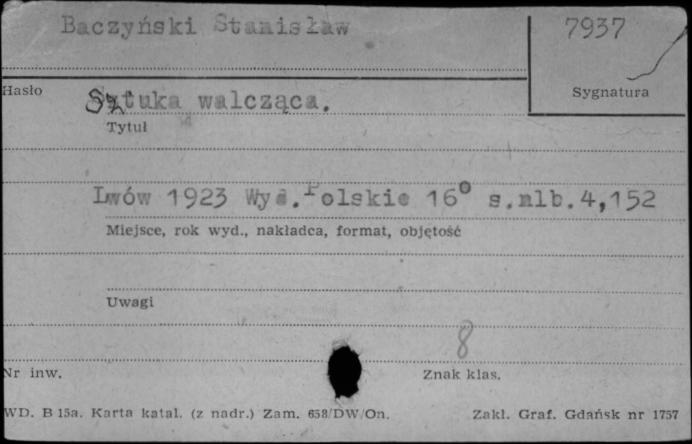 Baczyński Stanisław
7937
Hasło
Sygnatura
Sztuka walcząca.
Tytuł
Lwów 1923 Wyd. Polskie 16° s.nlb.4,152
Miejsce, rok wyd., nakładca, format, objętość
Uwagi
8
Nr inw.
Znak klas.
WD. B 15a. Karta katal. (z nadr.) Zam. 658/DW/On.
Zakl. Graf. Gdańsk nr 1757